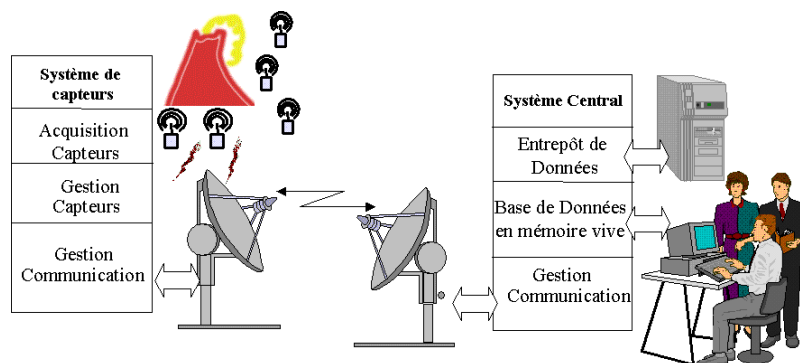 Système de
capteurs
Acquisition
Capteurs
Gestion
Capteurs
Gestion
Communication
Système Central
Entrepôt de
Données
Base de Données
en mémoire vive
Gestion
Communication